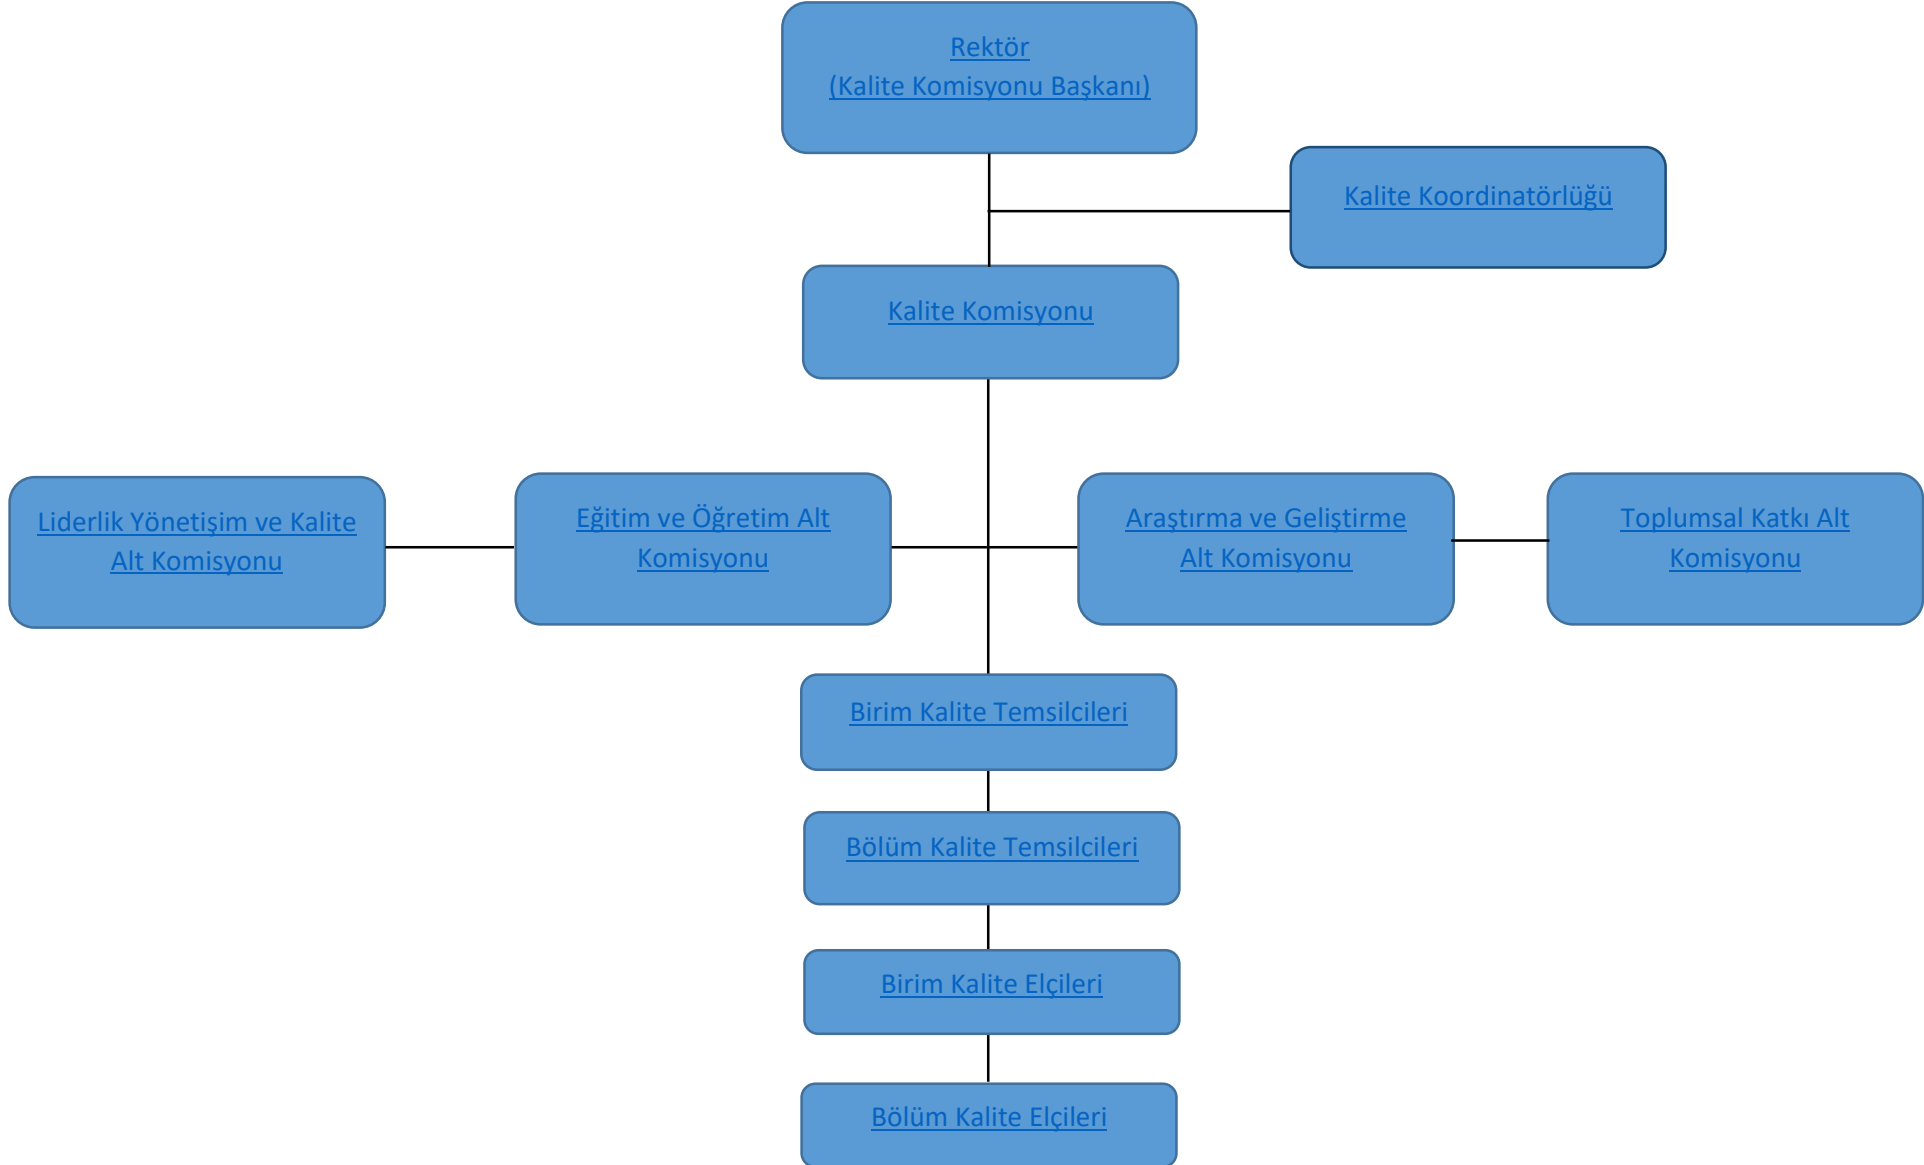 Rektör
(Kalite Komisyonu Başkanı)
Kalite Koordinatörlüğü
Kalite Komisyonu
Liderlik Yönetişim ve Kalite
Alt Komisyonu
Eğitim ve Öğretim Alt
Komisyonu
Araştırma ve Geliştirme
Alt Komisyonu
Toplumsal Katkı Alt
Komisyonu
Birim Kalite Temsilcileri
Bölüm Kalite Temsilcileri
Birim Kalite Elçileri
Bölüm Kalite Elçileri